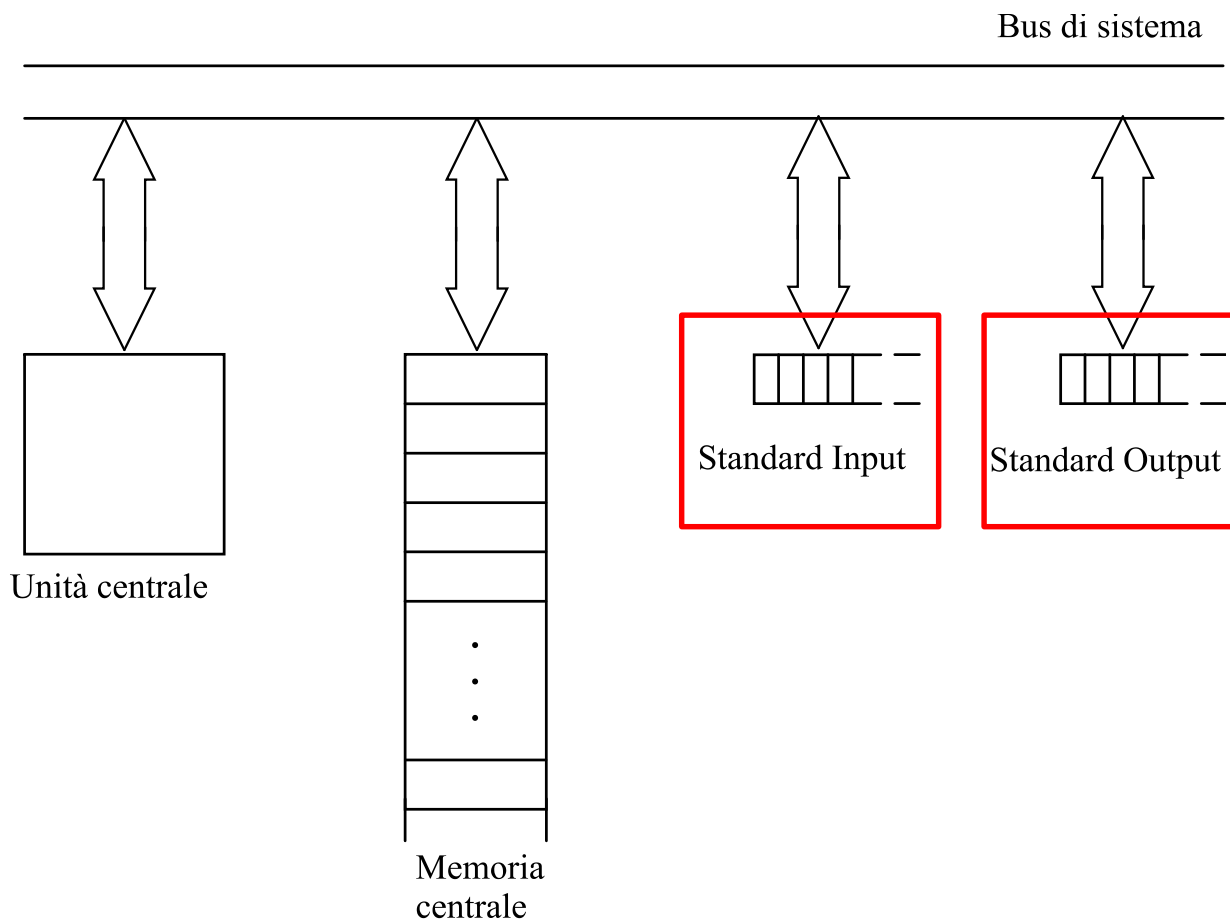 Bus di sistema
Standard Input
Standard Output
Unità centrale
Memoria
centrale